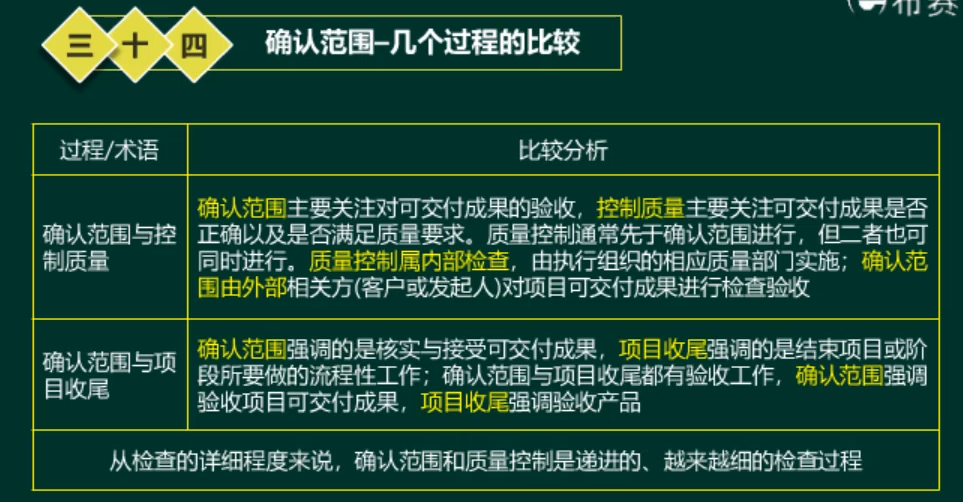 布赛
三十四
确认范围–几个过程的比较
过程/术语
比较分析
确认范围与控
制质量
确认范围主要关注对可交付成果的验收，控制质量主要关注可交付成果是否
正确以及是否满足质量要求。质量控制通常先于确认范围进行，但二者也可
同时进行。质量控制属内部检查，由执行组织的相应质量部门实施；确认范
围由外部相关方(客户或发起人)对项目可交付成果进行检查验收
确认范围与项
目收尾
确认范围强调的是核实与接受可交付成果，项目收尾强调的是结束项目或阶
段所要做的流程性工作；确认范围与项目收尾都有验收工作，确认范围强调
验收项目可交付成果，项目收尾强调验收产品
从检查的详细程度来说，确认范围和质量控制是递进的、越来越细的检查过程